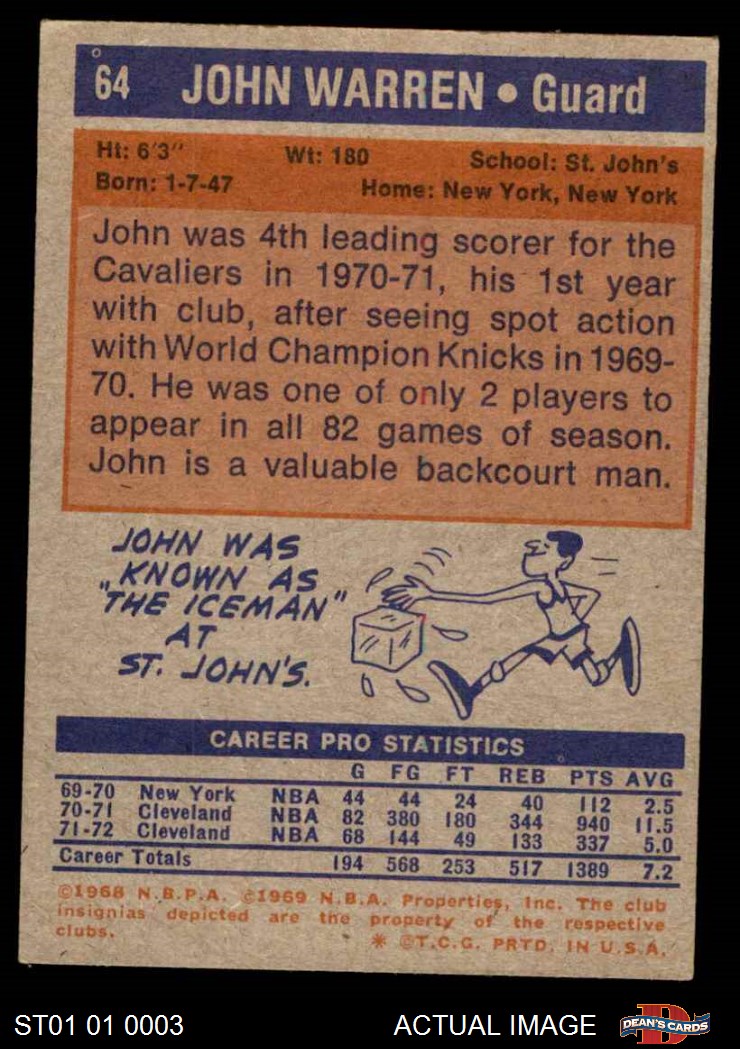 64 JOHN WARREN • Guard
Ht: 6'3" Wt: 180 School: St. John's
Born: 1-7-47 Home: New York, New York
John was 4th leading scorer for the
Cavaliers in 1970-71, his 1st year
with club, after seeing spot action
with World Champion Knicks in 1969-
70. He was one of only 2 players to
appear in all 82 games of season.
John is a valuable backcourt man.
JOHN WAS
KNOWN AS
"THE ICEMAN"
AT
ST. JOHN'S.
CAREER PRO STATISTICS
G FG FT REB PTS AVG
69-70 New York NBA 44 44 24 40 112 2.5
70-71 Cleveland NBA 82 380 180 344 940 11.5
71-72 Cleveland NBA 68 144 49 133 337 5.0
Career Totals 194 568 253 517 1389 7.2
©1968 N.B.P.A. ©1969 N.B.A. Properties, Inc. The club
insignias depicted are the property of the respective
clubs.
* ©T.C.G. PRTD. IN U.S.A.
ST01 01 0003 ACTUAL IMAGE DEAN'S CARDS